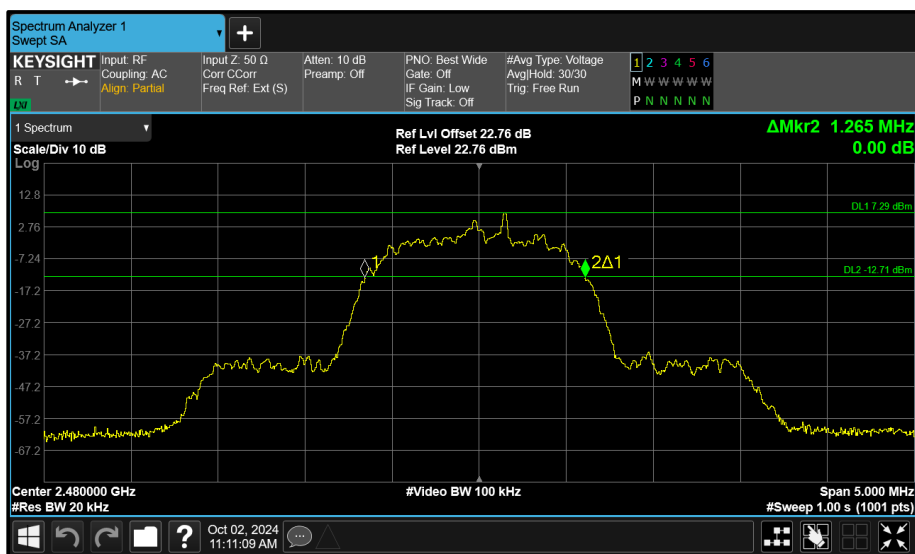 Spectrum Analyzer 1
Swept SA
+
KEYSIGHT
R T
LXI
Input: RF
Coupling: AC
Align: Partial
Input Z: 50 Ω
Corr CCorr
Freq Ref: Ext (S)
Atten: 10 dB
Preamp: Off
PNO: Best Wide
Gate: Off
IF Gain: Low
Sig Track: Off
#Avg Type: Voltage
Avg|Hold: 30/30
Trig: Free Run
1 2 3 4 5 6
M W W W W W
P N N N N N
1 Spectrum
Scale/Div 10 dB
Ref Lvl Offset 22.76 dB
Ref Level 22.76 dBm
ΔMkr2 1.265 MHz
0.00 dB
Log
12.8
DL1 7.29 dBm
2.76
-7.24
1
2Δ1
DL2 -12.71 dBm
-17.2
-27.2
-37.2
-47.2
-57.2
-67.2
Center 2.480000 GHz
#Video BW 100 kHz
Span 5.000 MHz
#Res BW 20 kHz
#Sweep 1.00 s (1001 pts)
?
Oct 02, 2024
11:11:09 AM